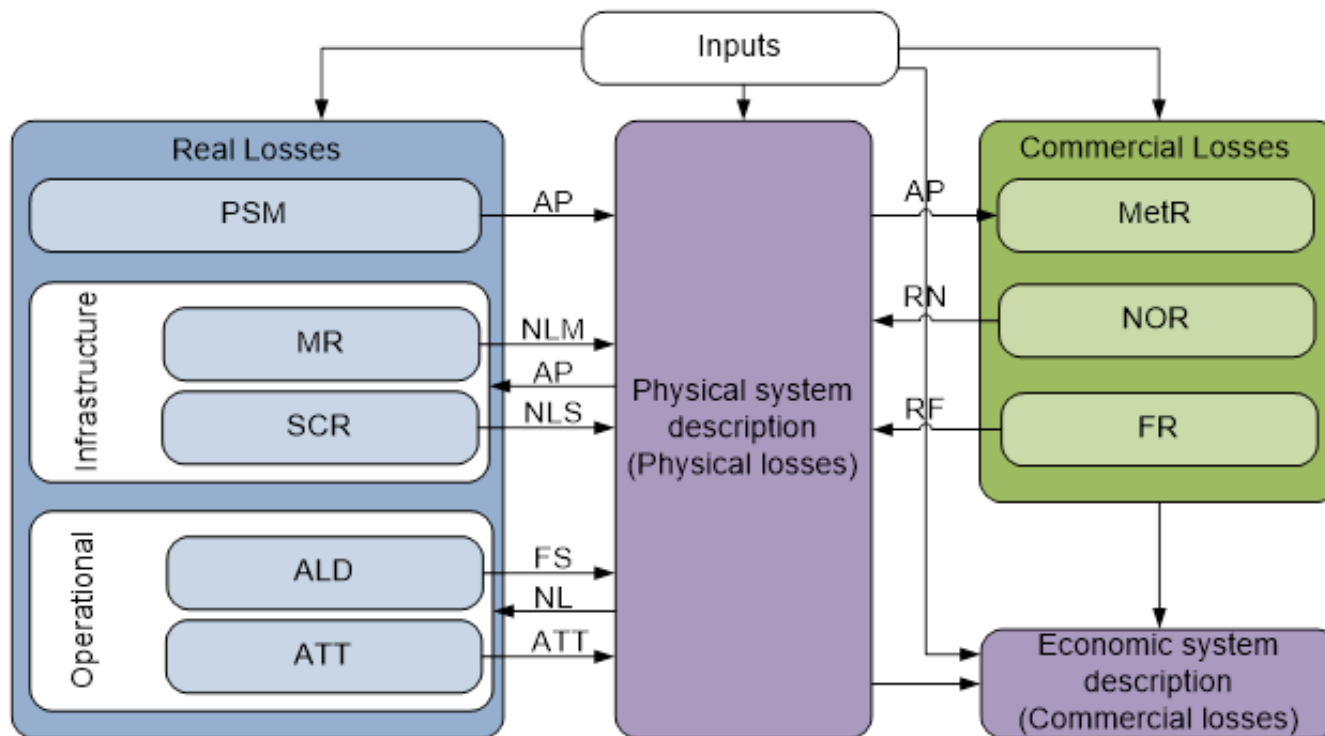 Inputs
Real Losses
PSM
AP
Infrastructure
MR
NLM
AP
SCR
NLS
Operational
ALD
FS
NL
ATT
ATT
Physical system
description
(Physical losses)
Commercial Losses
AP
MetR
RN
NOR
RF
FR
Economic system
description
(Commercial losses)